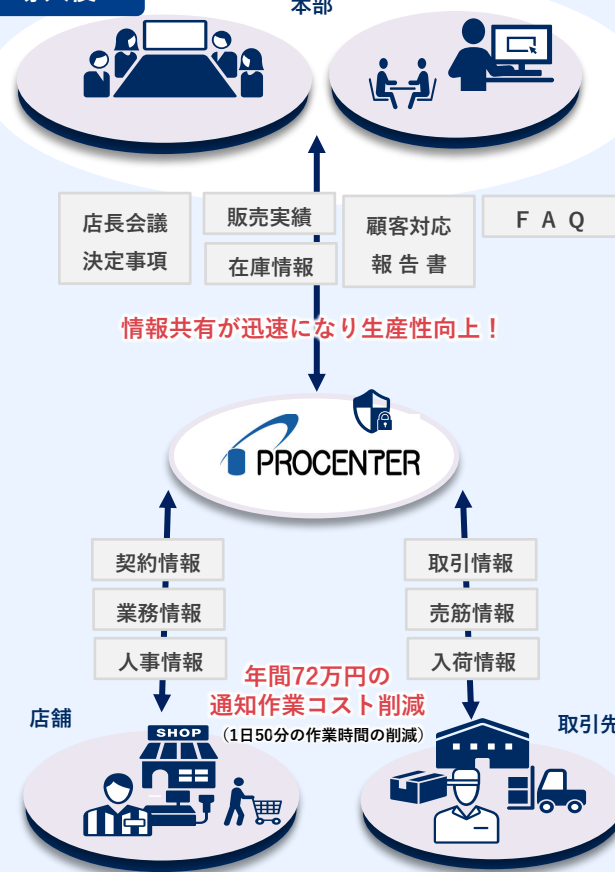 本部
店長会議
決定事項
販売実績
在庫情報
顧客対応
報 告 書
Ｆ Ａ Ｑ
情報共有が迅速になり生産性向上！
PROCENTER
契約情報
業務情報
人事情報
取引情報
売筋情報
入荷情報
年間72万円の
通知作業コスト削減
（1日50分の作業時間の削減）
店舗
SHOP
取引先